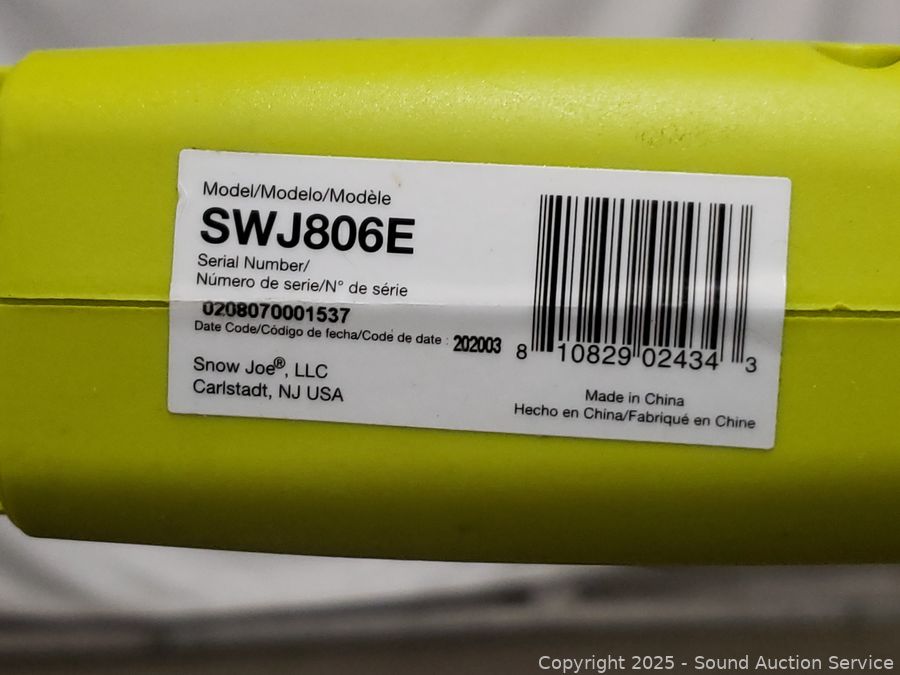 Model/Modelo/Modèle
SWJ806E
Serial Number/
Número de serie/N° de série
0208070001537
Date Code/Código de fecha/Code de date : 202003
Snow Joe®, LLC
Carlstadt, NJ USA
8 10829 02434 3
Made in China
Hecho en China/Fabriqué en Chine
Copyright 2025 - Sound Auction Service